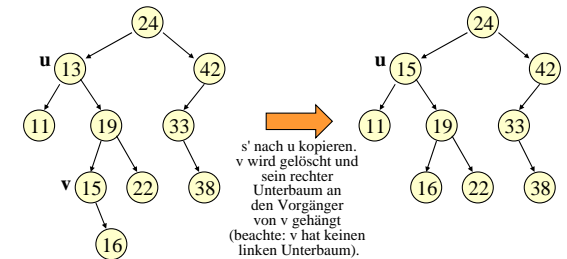 24
24
u 13
42
u 15
42
11
19
33
11
19
33
s' nach u kopieren.
v wird gelöscht und
sein rechter
Unterbaum an
den Vorgänger
von v gehängt
(beachte: v hat keinen
linken Unterbaum).
v 15
22
38
16
22
38
16